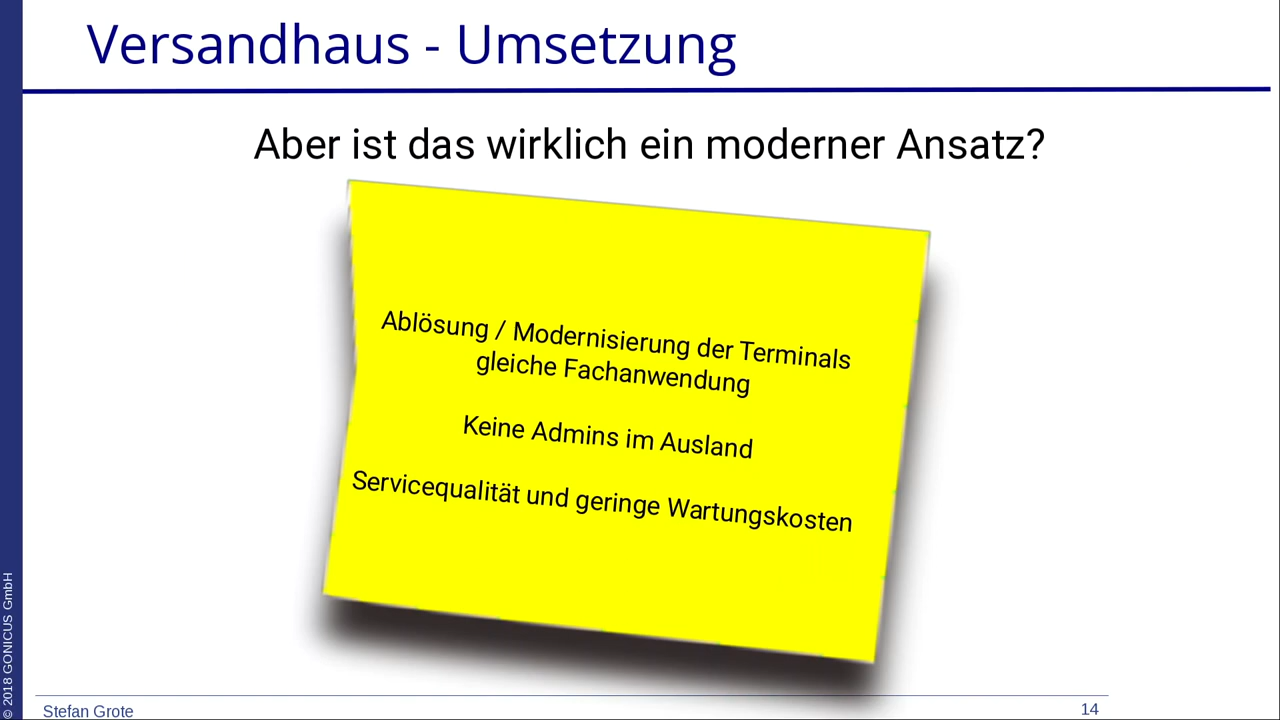 Versandhaus - Umsetzung
Aber ist das wirklich ein moderner Ansatz?
Ablösung / Modernisierung der Terminals
gleiche Fachanwendung
Keine Admins im Ausland
Servicequalität und geringe Wartungskosten
© 2018 GONICUS GmbH
Stefan Grote
14